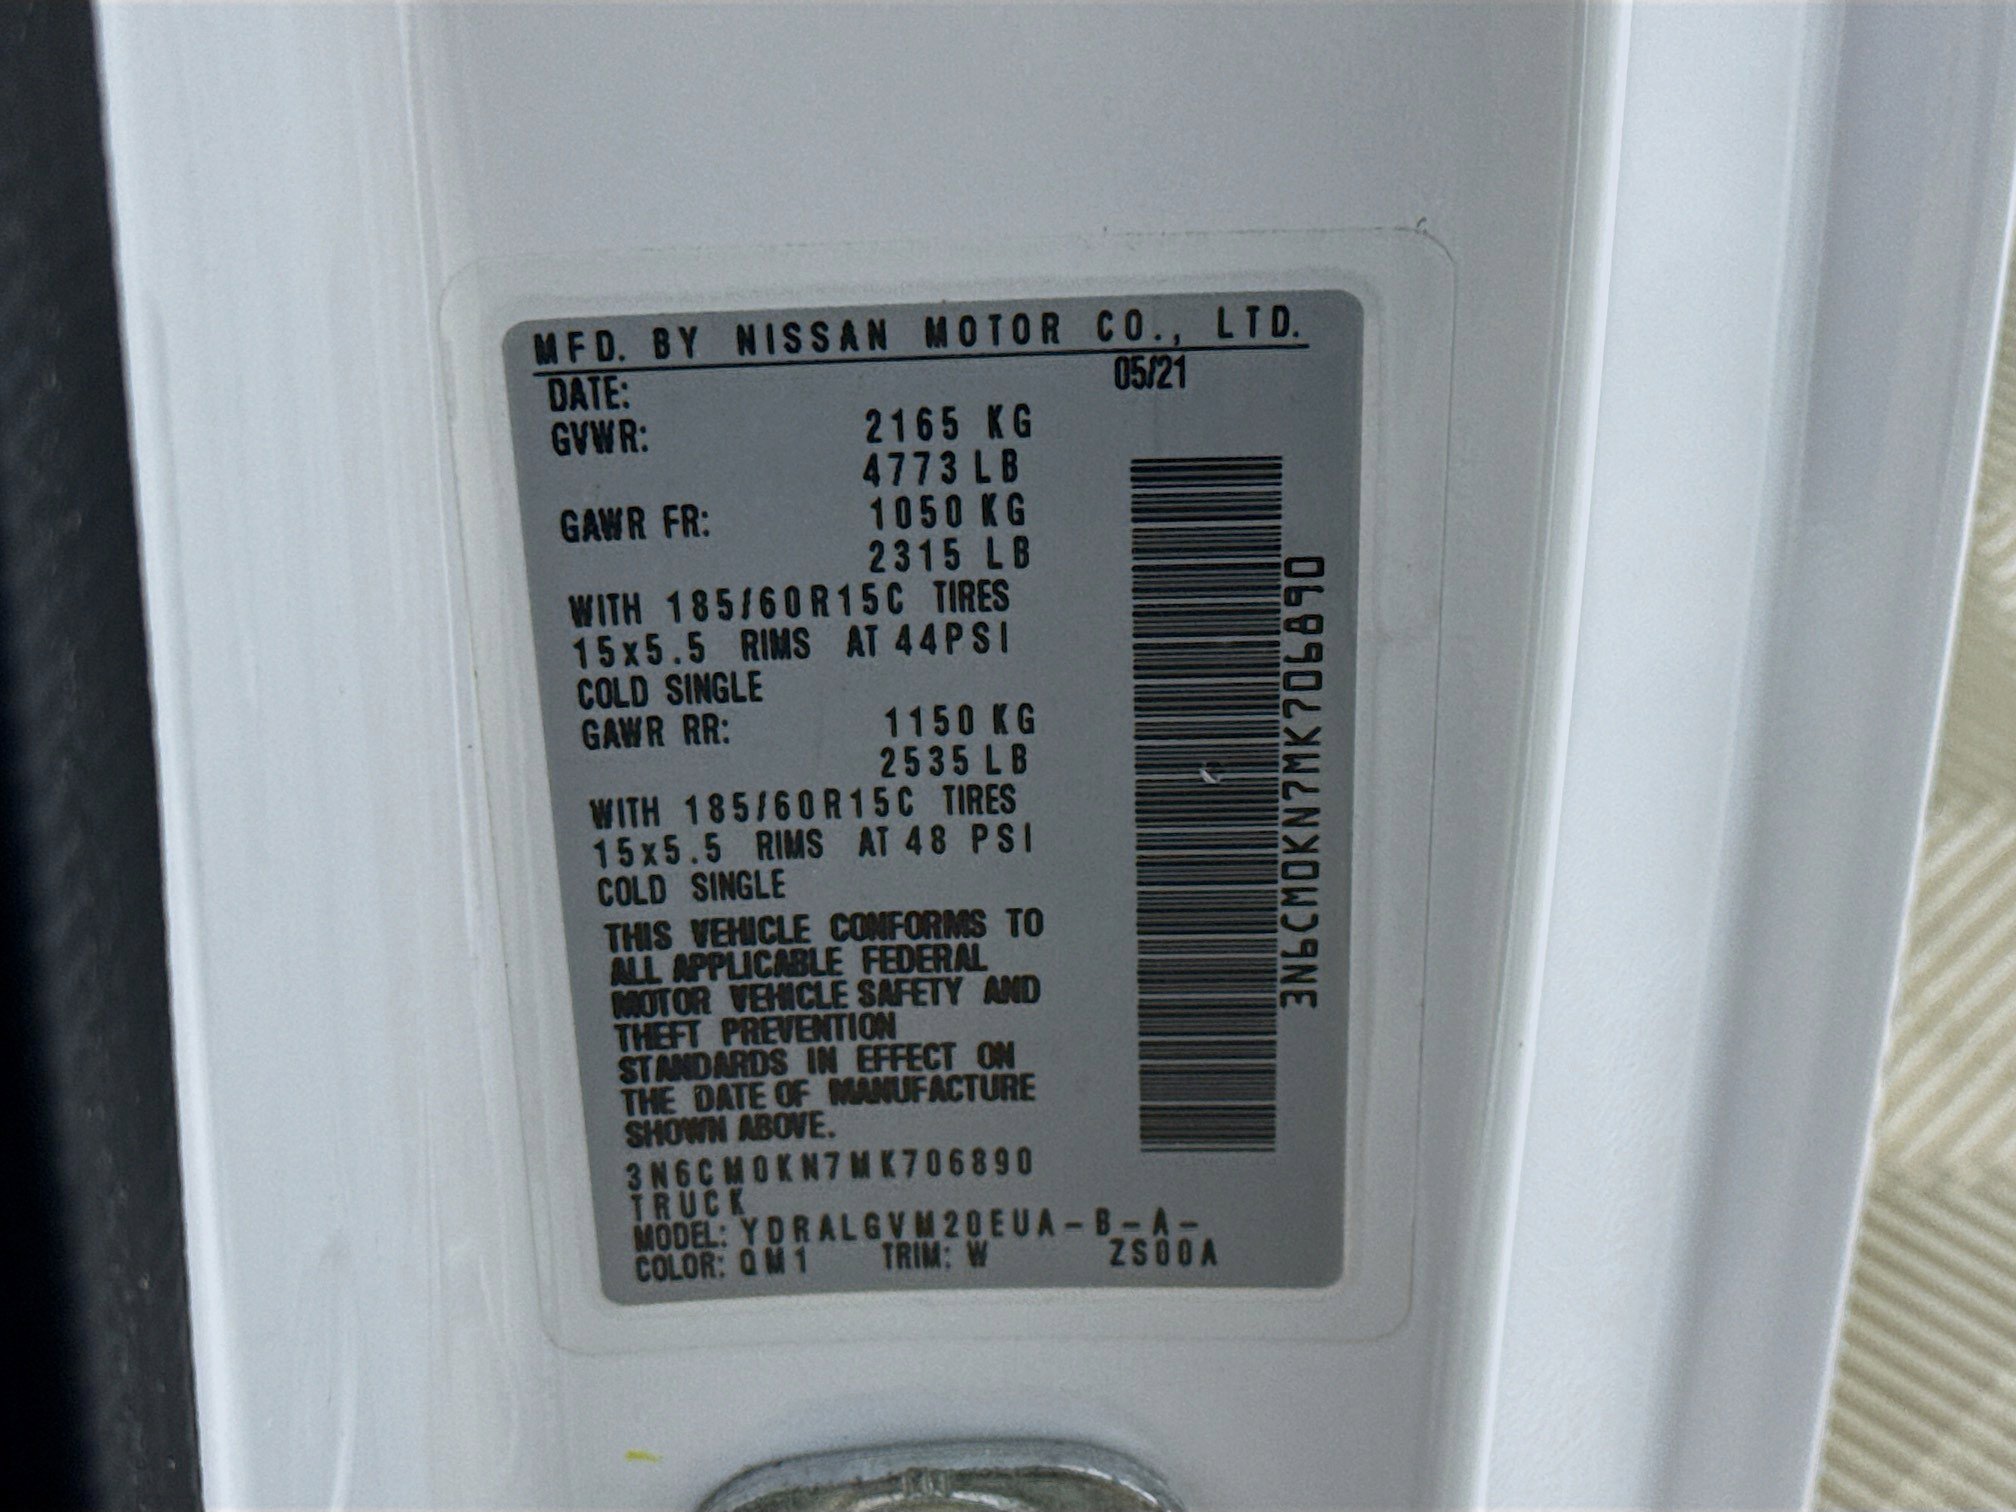 MFD. BY NISSAN MOTOR CO., LTD.
DATE: 05/21
GVWR: 2165 KG
4773 LB
GAWR FR: 1050 KG
2315 LB
WITH 185/60R15C TIRES
15x5.5 RIMS AT 44PSI
COLD SINGLE
GAWR RR: 1150 KG
2535 LB
WITH 185/60R15C TIRES
15x5.5 RIMS AT 48 PSI
COLD SINGLE
THIS VEHICLE CONFORMS TO
ALL APPLICABLE FEDERAL
MOTOR VEHICLE SAFETY AND
THEFT PREVENTION
STANDARDS IN EFFECT ON
THE DATE OF MANUFACTURE
SHOWN ABOVE.
3N6CM0KN7MK706890
TRUCK
MODEL: YDRALGVM20EUA-B-A-
COLOR: QM1 TRIM: W ZS00A
3N6CM0KN7MK706890